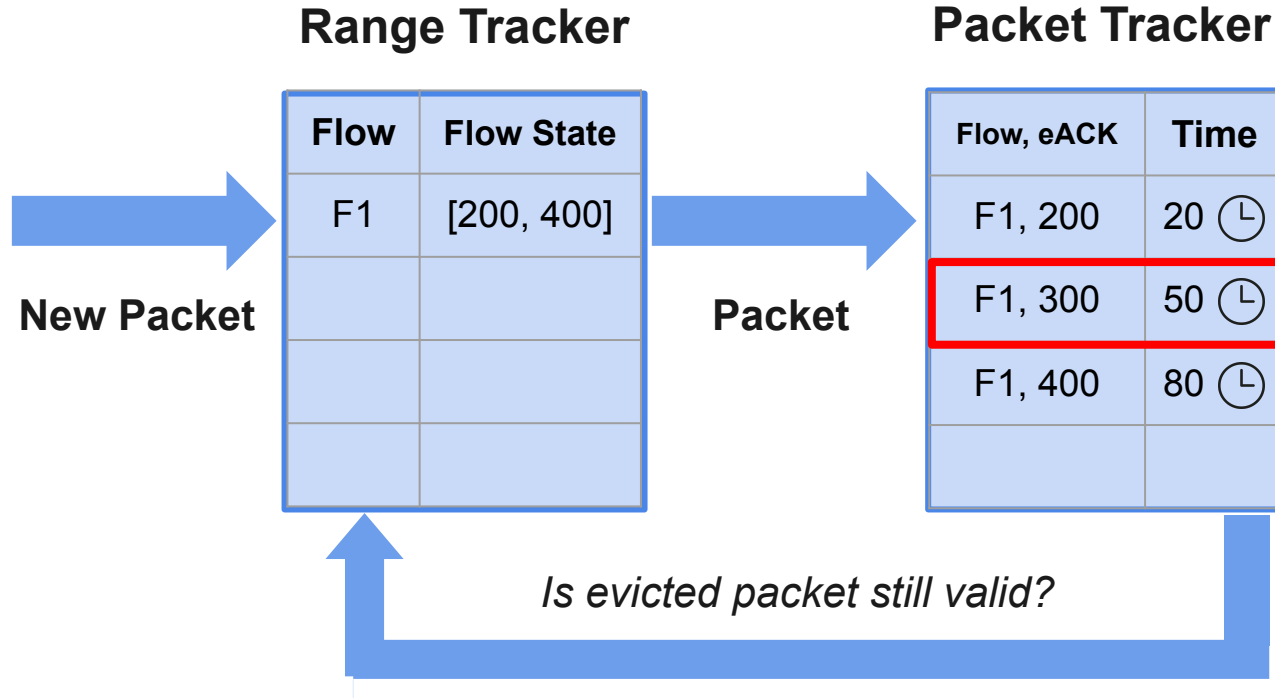 Range Tracker
Packet Tracker
Flow Flow State
F1 [200, 400]
Flow, eACK Time
F1, 200 20
F1, 300 50
F1, 400 80
New Packet
Packet
Is evicted packet still valid?